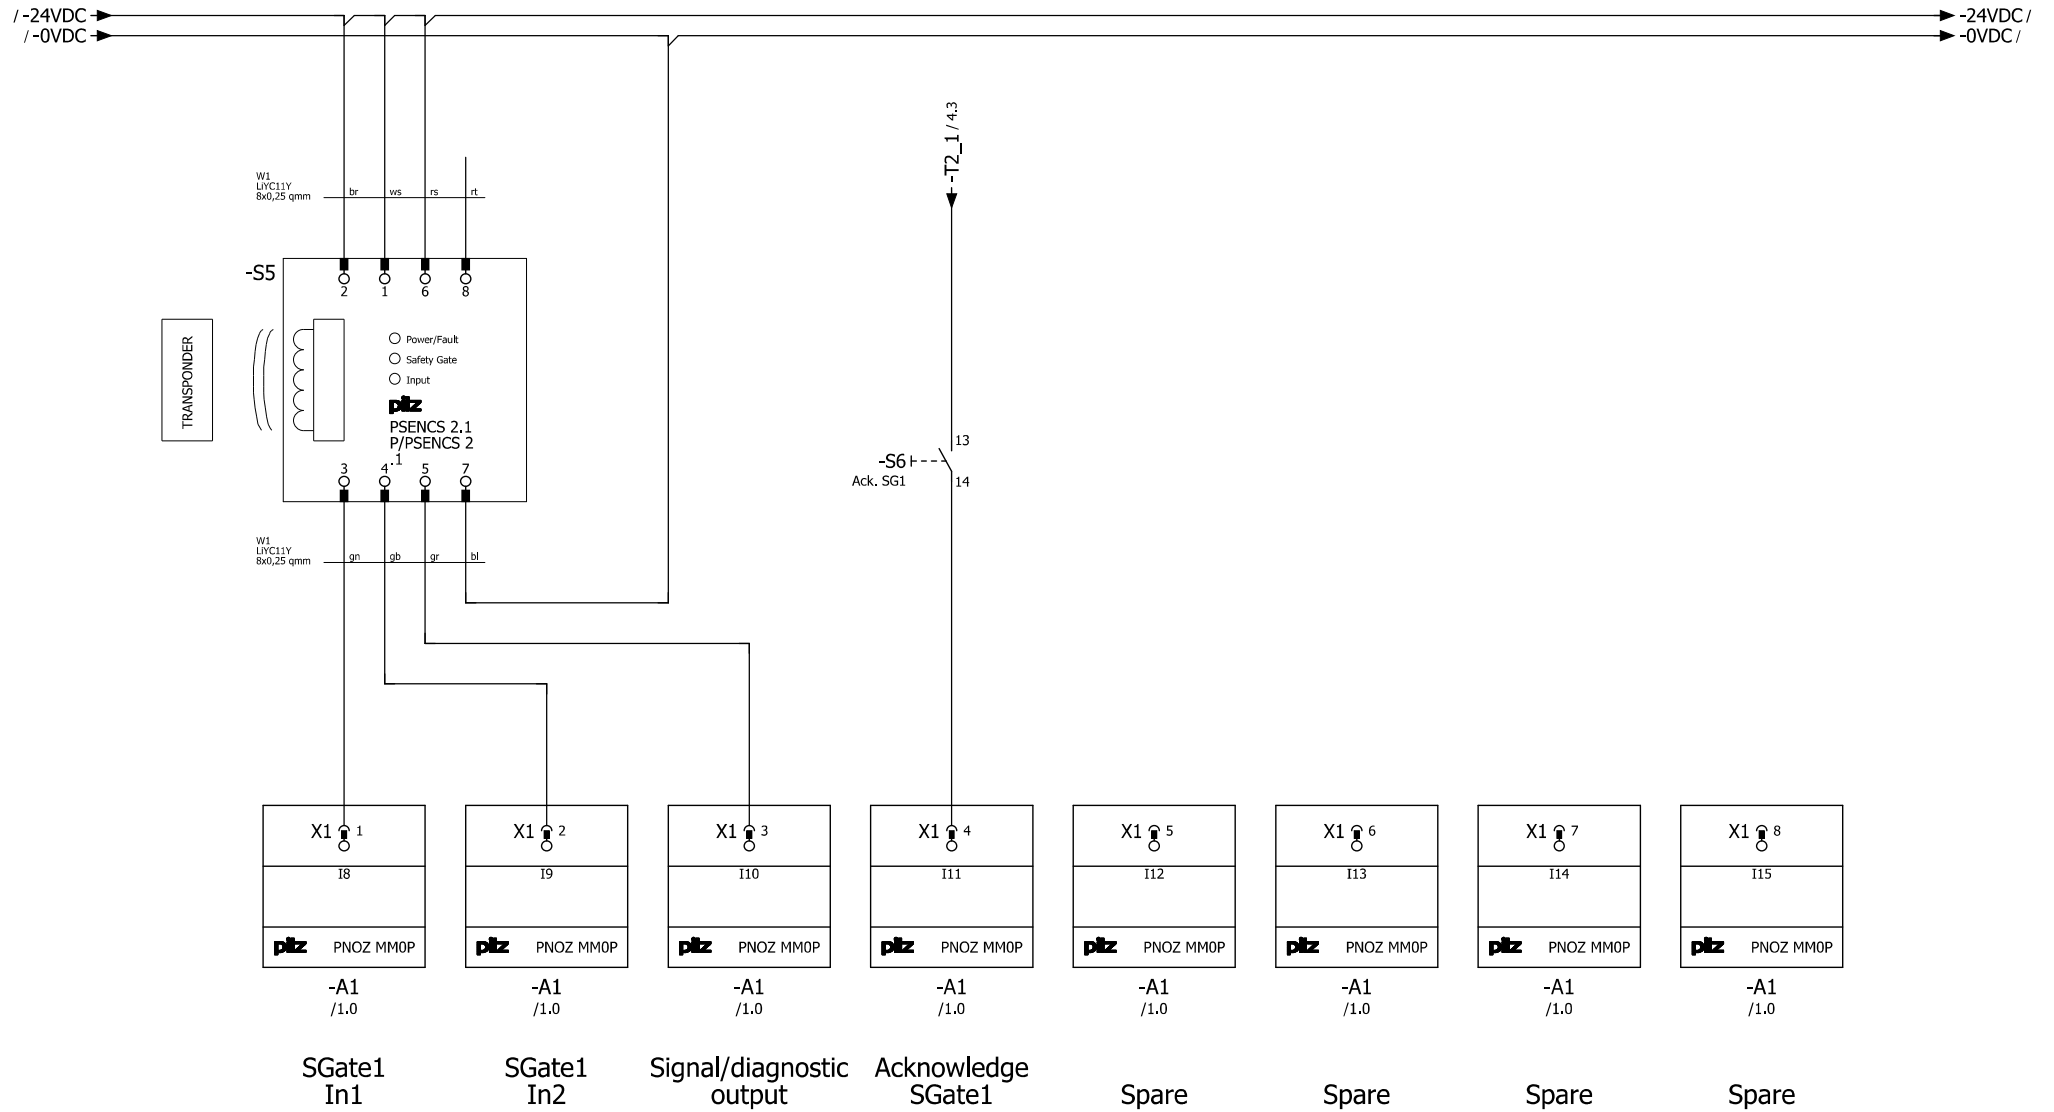 / -24VDC
-24VDC /
/ -0VDC
-0VDC /
-T2_1 / 4.3
W1
LiYC11Y
8x0,25 qmm
br
ws
rs
rt
-S5
2
1
6
8
TRANSPONDER
Power/Fault
Safety Gate
Input
pilz
PSENCS 2.1
P/PSENCS 2
.1
3
4
5
7
13
-S6
Ack. SG1
14
W1
LiYC11Y
8x0,25 qmm
gn
gb
gr
bl
X1 1
X1 2
X1 3
X1 4
X1 5
X1 6
X1 7
X1 8
I8
I9
I10
I11
I12
I13
I14
I15
pilz PNOZ MM0P
pilz PNOZ MM0P
pilz PNOZ MM0P
pilz PNOZ MM0P
pilz PNOZ MM0P
pilz PNOZ MM0P
pilz PNOZ MM0P
pilz PNOZ MM0P
-A1
/1.0
-A1
/1.0
-A1
/1.0
-A1
/1.0
-A1
/1.0
-A1
/1.0
-A1
/1.0
-A1
/1.0
SGate1
In1
SGate1
In2
Signal/diagnostic
output
Acknowledge
SGate1
Spare
Spare
Spare
Spare